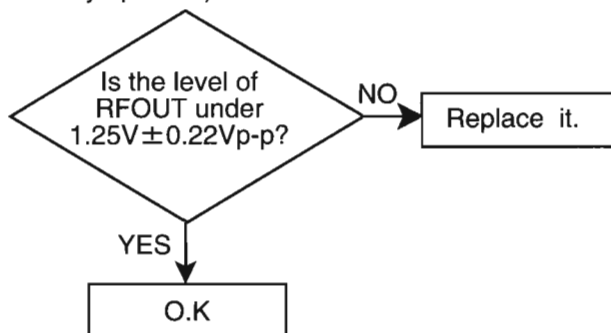 Is the level of
RFOUT under
1.25V±0.22Vp-p?
NO
Replace it.
YES
O.K